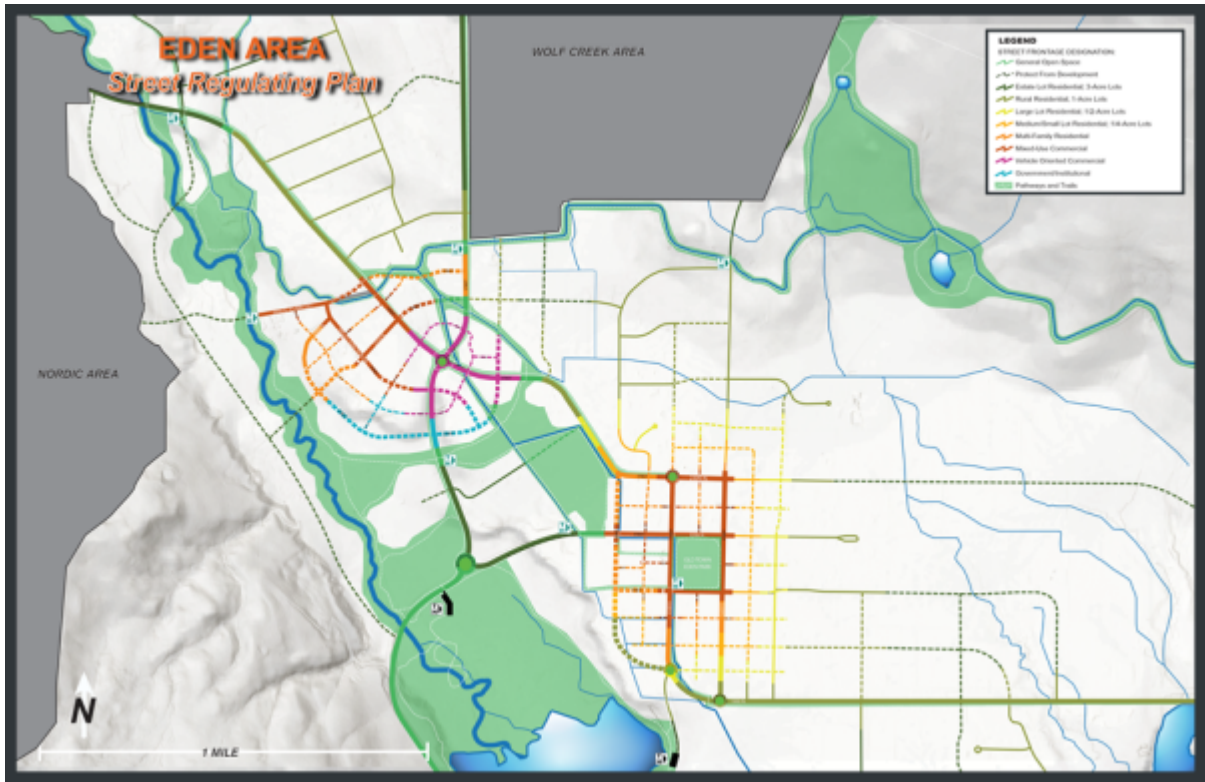 EDEN AREA
Street Regulating Plan
WOLF CREEK AREA
LEGEND
STREET FRONTAGE DESIGNATION
General Open Space
Protect From Development
Estate Lot Residential, 3-Acre Lots
Rural Residential, 1-Acre Lots
Large Lot Residential, 1/2-Acre Lots
Medium/Small Lot Residential, 1/4-Acre Lots
Multi-Family Residential
Mixed-Use Commercial
Vehicle Oriented Commercial
Government/Institutional
Pathways and Trails
NORDIC AREA
N
1 MILE